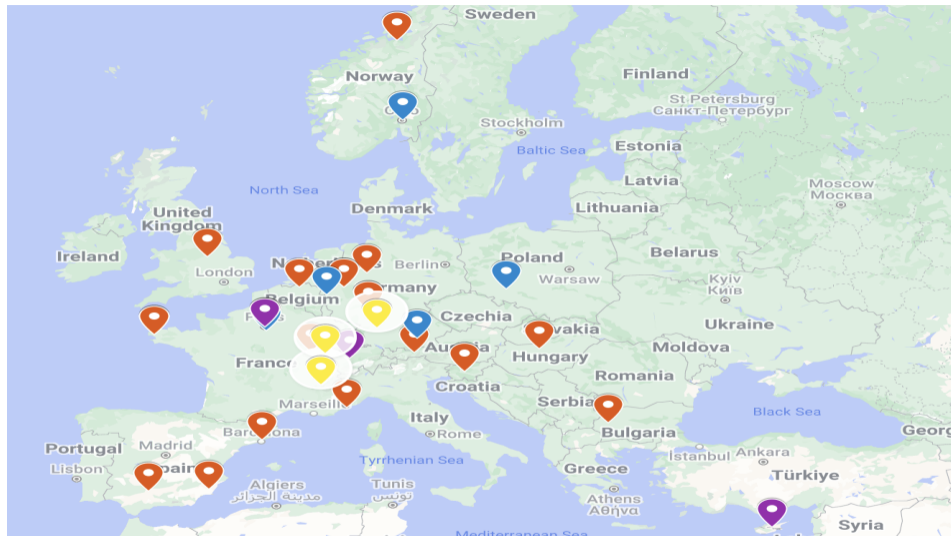 Sweden
Norway
Finland
St Petersburg
Санкт-Петербург
Stockholm
Estonia
Baltic Sea
Latvia
Moscow
Москва
North Sea
Denmark
Lithuania
United
Kingdom
Ireland
London
Berlin
Poland
Warsaw
Belarus
Belgium
Kyiv
Київ
Czechia
Ukraine
France
Hungary
Moldova
Romania
Croatia
Marseille
Serbia
Italy
Black Sea
Barcelona
Rome
Bulgaria
Georg
Portugal
Madrid
Lisbon
Tyrrhenian Sea
İstanbul
Ankara
Greece
Türkiye
Algiers
مدينة الجزائر
Tunis
تونس
Athens
Αθήνα
Syria
Mediterranean Sea